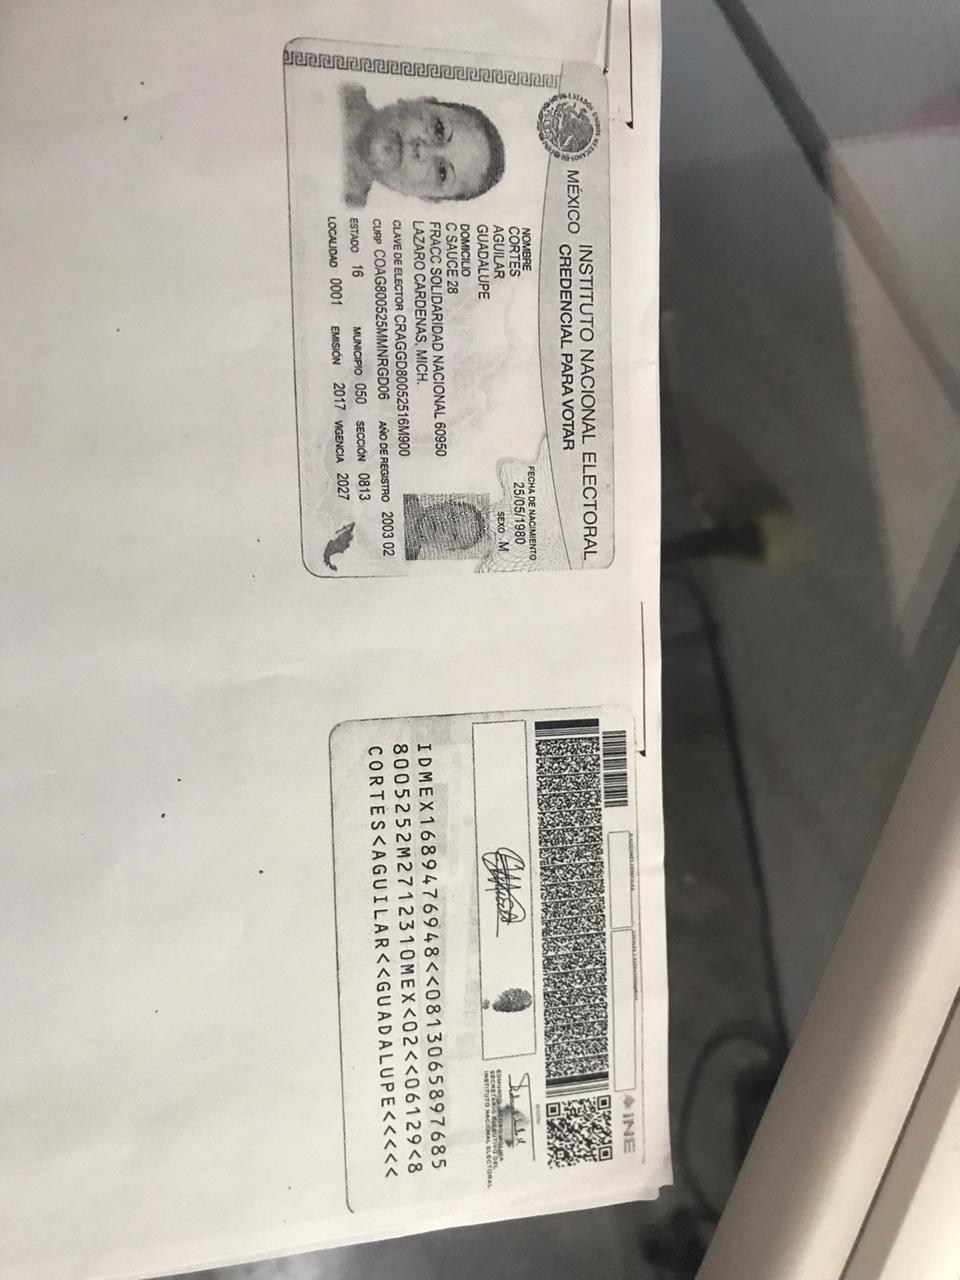 ESTADOS UNIDOS MEXICANOS
MÉXICO INSTITUTO NACIONAL ELECTORAL
CREDENCIAL PARA VOTAR
NOMBRE
CORTES
AGUILAR
GUADALUPE
FECHA DE NACIMIENTO
25/05/1980
SEXO M
DOMICILIO
C SAUCE 28
FRACC SOLIDARIDAD NACIONAL 60950
LAZARO CARDENAS, MICH.
CLAVE DE ELECTOR CRAGGD80052516M900
CURP COAG800525MMNRGD06 AÑO DE REGISTRO 2003 02
ESTADO 16 MUNICIPIO 050 SECCIÓN 0813
LOCALIDAD 0001 EMISIÓN 2017 VIGENCIA 2027
INE
EDMUNDO JACOBO MOLINA
SECRETARIO EJECUTIVO DEL
INSTITUTO NACIONAL ELECTORAL
IDMEX1689476948<<0813065897685
8005252M2712310MEX<02<<06129<8
CORTES<AGUILAR<<GUADALUPE<<<<<